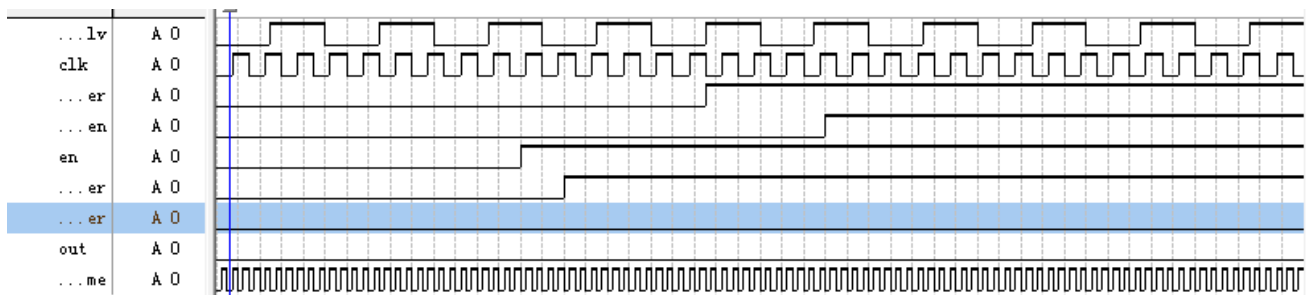 ...lv A 0
clk A 0
...er A 0
...en A 0
en A 0
...er A 0
...er A 0
out A 0
...me A 0